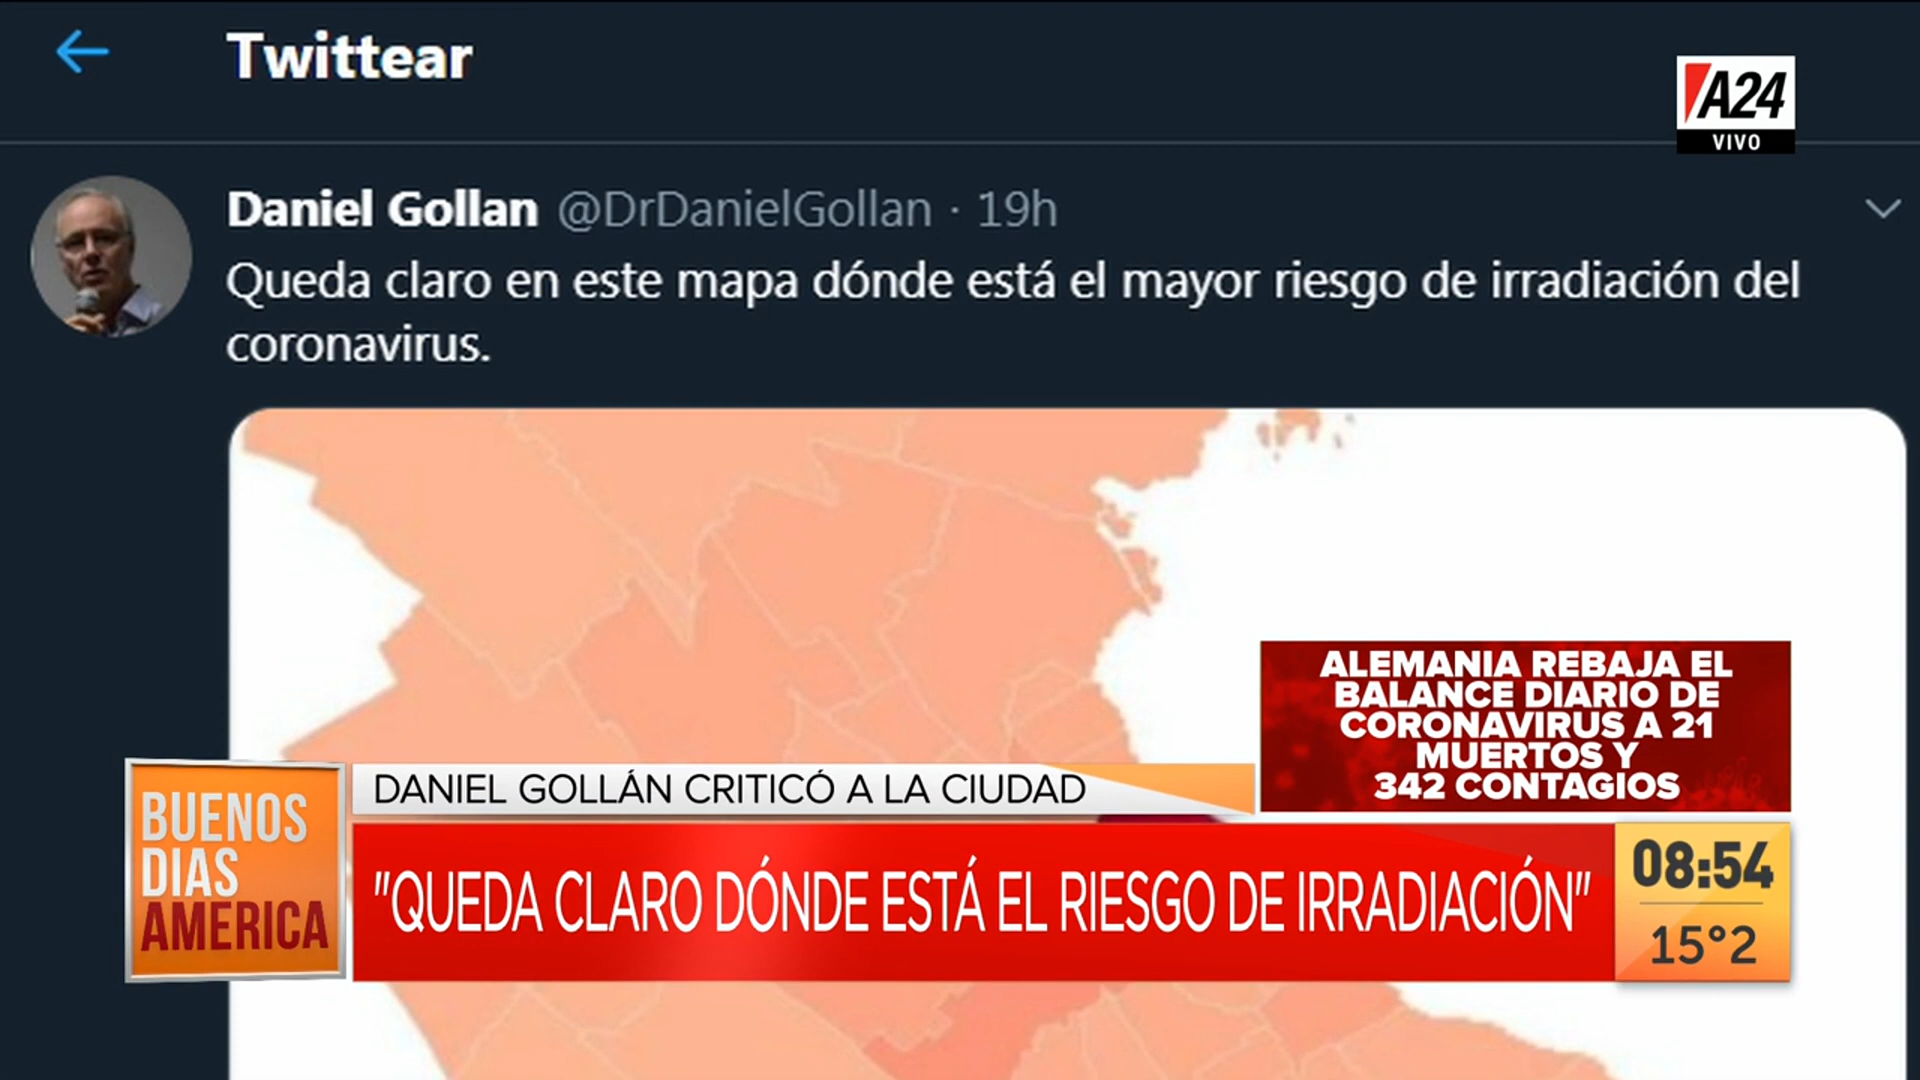 Twittear
A24
VIVO
Daniel Gollan @DrDanielGollan · 19h
Queda claro en este mapa dónde está el mayor riesgo de irradiación del
coronavirus.
ALEMANIA REBAJA EL
BALANCE DIARIO DE
CORONAVIRUS A 21
MUERTOS Y
342 CONTAGIOS
DANIEL GOLLÁN CRITICÓ A LA CIUDAD
BUENOS
DIAS
AMERICA
"QUEDA CLARO DÓNDE ESTÁ EL RIESGO DE IRRADIACIÓN"
08:54
15°2